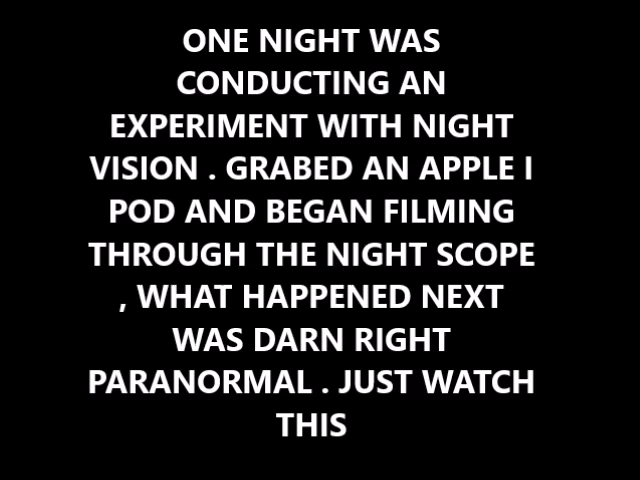 ONE NIGHT WAS
CONDUCTING AN
EXPERIMENT WITH NIGHT
VISION . GRABED AN APPLE I
POD AND BEGAN FILMING
THROUGH THE NIGHT SCOPE
, WHAT HAPPENED NEXT
WAS DARN RIGHT
PARANORMAL . JUST WATCH
THIS